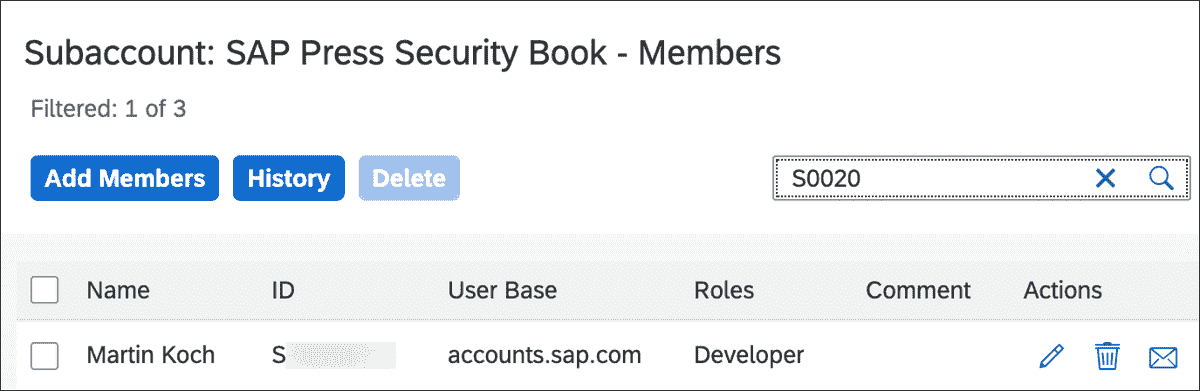 Subaccount: SAP Press Security Book - Members
Filtered: 1 of 3
Add Members History Delete S0020
Name ID User Base Roles Comment Actions
Martin Koch S accounts.sap.com Developer